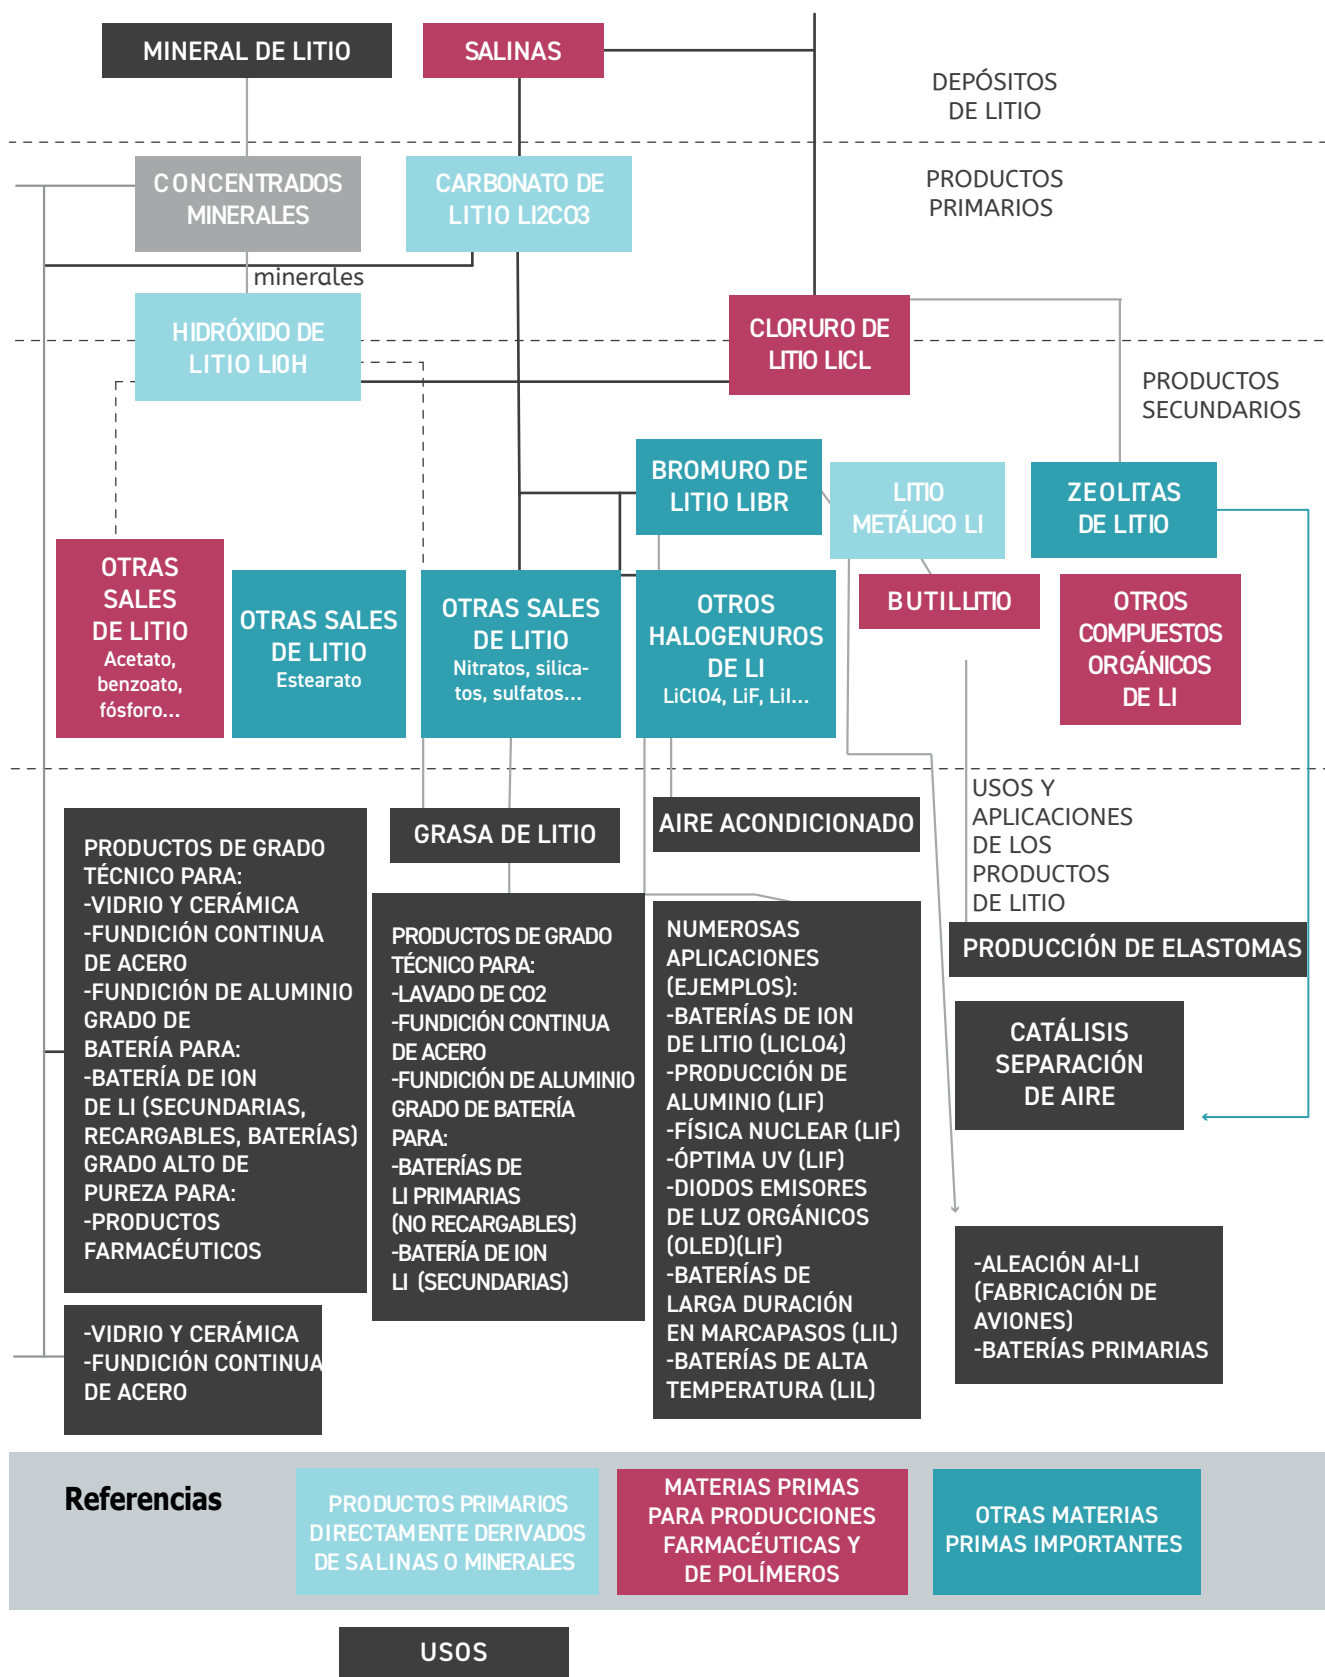 MINERAL DE LITIO
SALINAS
DEPÓSITOS
DE LITIO
CONCENTRADOS
MINERALES
CARBONATO DE
LITIO LI2CO3
PRODUCTOS
PRIMARIOS
minerales
HIDRÓXIDO DE
LITIO LI0H
CLORURO DE
LITIO LICL
PRODUCTOS
SECUNDARIOS
BROMURO DE
LITIO LIBR
LITIO
METÁLICO LI
ZEOLITAS
DE LITIO
OTRAS
SALES
DE LITIO
Acetato,
benzoato,
fósforo...
OTRAS SALES
DE LITIO
Estearato
OTRAS SALES
DE LITIO
Nitratos, silica-
tos, sulfatos...
OTROS
HALOGENUROS
DE LI
LiClO4, LiF, LiI...
BUTILLITIO
OTROS
COMPUESTOS
ORGÁNICOS
DE LI
USOS Y
APLICACIONES
DE LOS
PRODUCTOS
DE LITIO
PRODUCTOS DE GRADO
TÉCNICO PARA:
-VIDRIO Y CERÁMICA
-FUNDICIÓN CONTINUA
DE ACERO
-FUNDICIÓN DE ALUMINIO
GRADO DE
BATERÍA PARA:
-BATERÍA DE ION
DE LI (SECUNDARIAS,
RECARGABLES, BATERÍAS)
GRADO ALTO DE
PUREZA PARA:
-PRODUCTOS
FARMACÉUTICOS
-VIDRIO Y CERÁMICA
-FUNDICIÓN CONTINUA
DE ACERO
GRASA DE LITIO
PRODUCTOS DE GRADO
TÉCNICO PARA:
-LAVADO DE CO2
-FUNDICIÓN CONTINUA
DE ACERO
-FUNDICIÓN DE ALUMINIO
GRADO DE BATERÍA
PARA:
-BATERÍAS DE
LI PRIMARIAS
(NO RECARGABLES)
-BATERÍA DE ION
LI (SECUNDARIAS)
AIRE ACONDICIONADO
NUMEROSAS
APLICACIONES
(EJEMPLOS):
-BATERÍAS DE ION
DE LITIO (LICLO4)
-PRODUCCIÓN DE
ALUMINIO (LIF)
-FÍSICA NUCLEAR (LIF)
-ÓPTIMA UV (LIF)
-DIODOS EMISORES
DE LUZ ORGÁNICOS
(OLED)(LIF)
-BATERÍAS DE
LARGA DURACIÓN
EN MARCAPASOS (LIL)
-BATERÍAS DE ALTA
TEMPERATURA (LIL)
PRODUCCIÓN DE ELASTOMAS
CATÁLISIS
SEPARACIÓN
DE AIRE
-ALEACIÓN AI-LI
(FABRICACIÓN DE
AVIONES)
-BATERÍAS PRIMARIAS
Referencias
PRODUCTOS PRIMARIOS
DIRECTAMENTE DERIVADOS
DE SALINAS O MINERALES
MATERIAS PRIMAS
PARA PRODUCCIONES
FARMACÉUTICAS Y
DE POLÍMEROS
OTRAS MATERIAS
PRIMAS IMPORTANTES
USOS